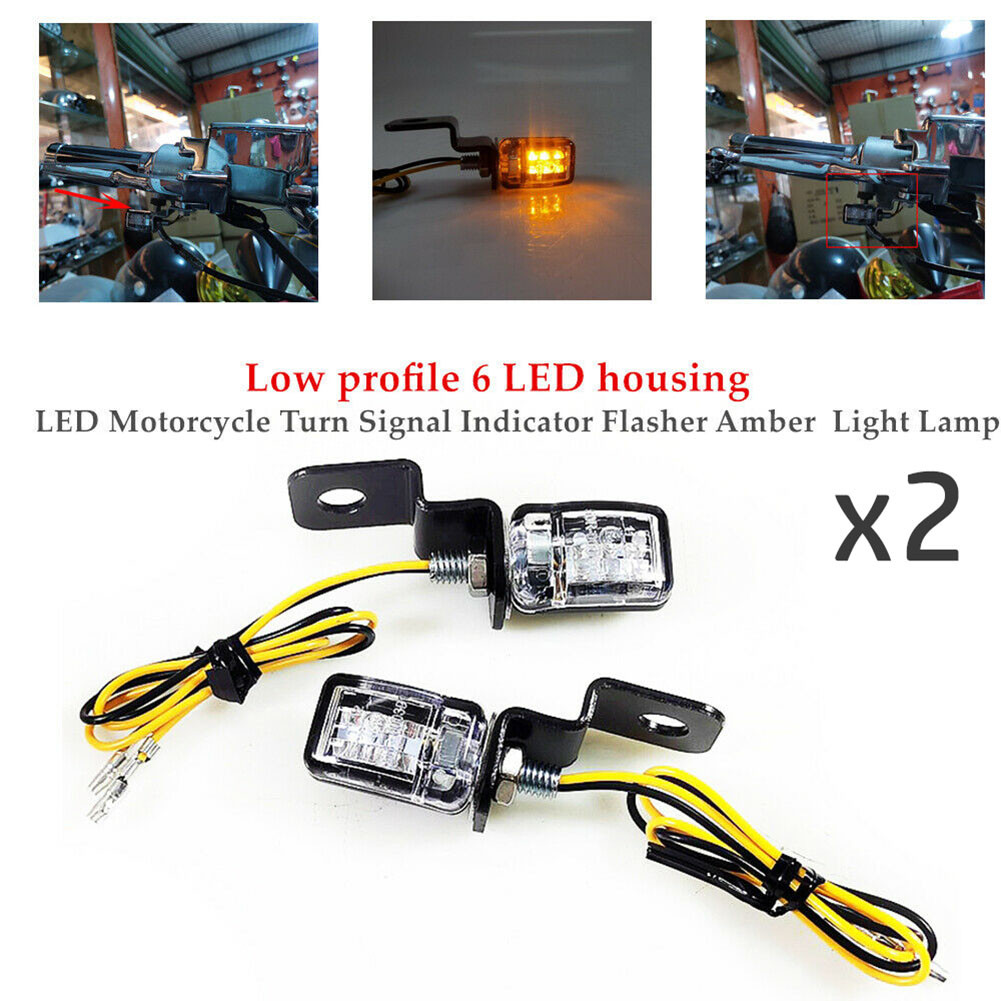 Low profile 6 LED housing
LED Motorcycle Turn Signal Indicator Flasher Amber Light Lamp
x2